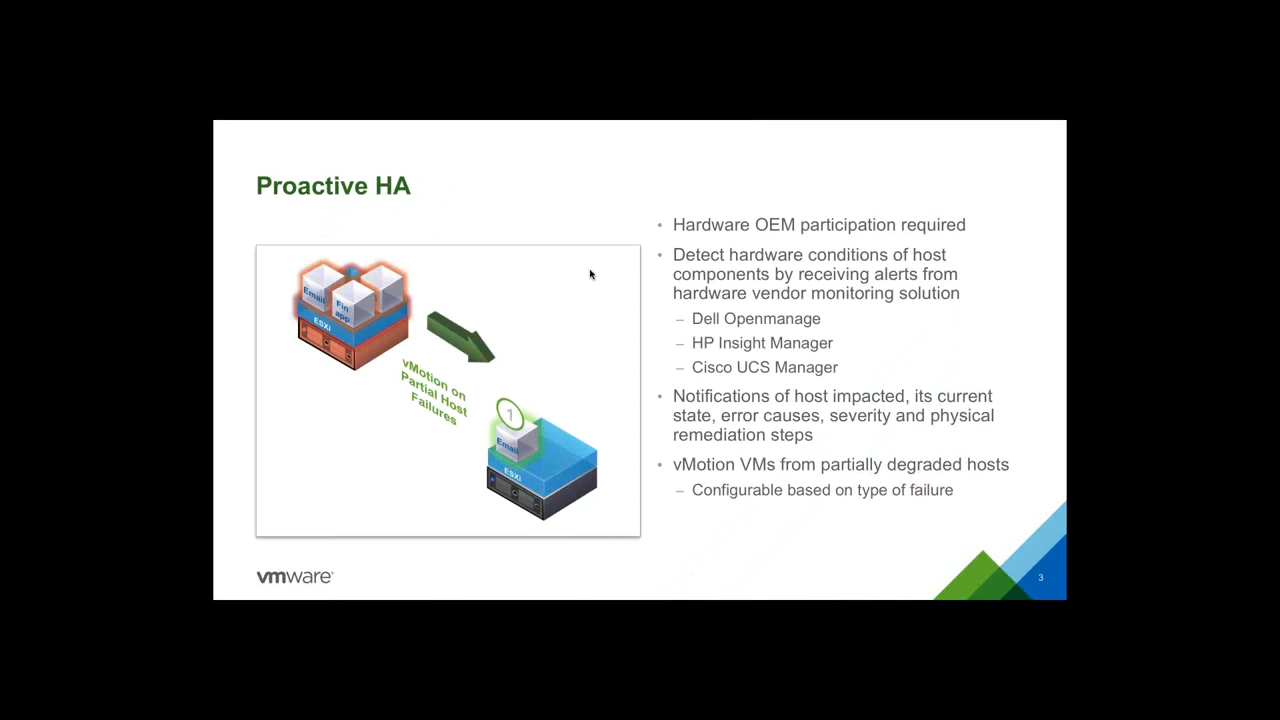 Proactive HA
Email
Fin
app
ESXi
vMotion on
Partial Host
Failures
1
Email
ESXi
• Hardware OEM participation required
• Detect hardware conditions of host
components by receiving alerts from
hardware vendor monitoring solution
– Dell Openmanage
– HP Insight Manager
– Cisco UCS Manager
• Notifications of host impacted, its current
state, error causes, severity and physical
remediation steps
• vMotion VMs from partially degraded hosts
– Configurable based on type of failure
vmware®
3